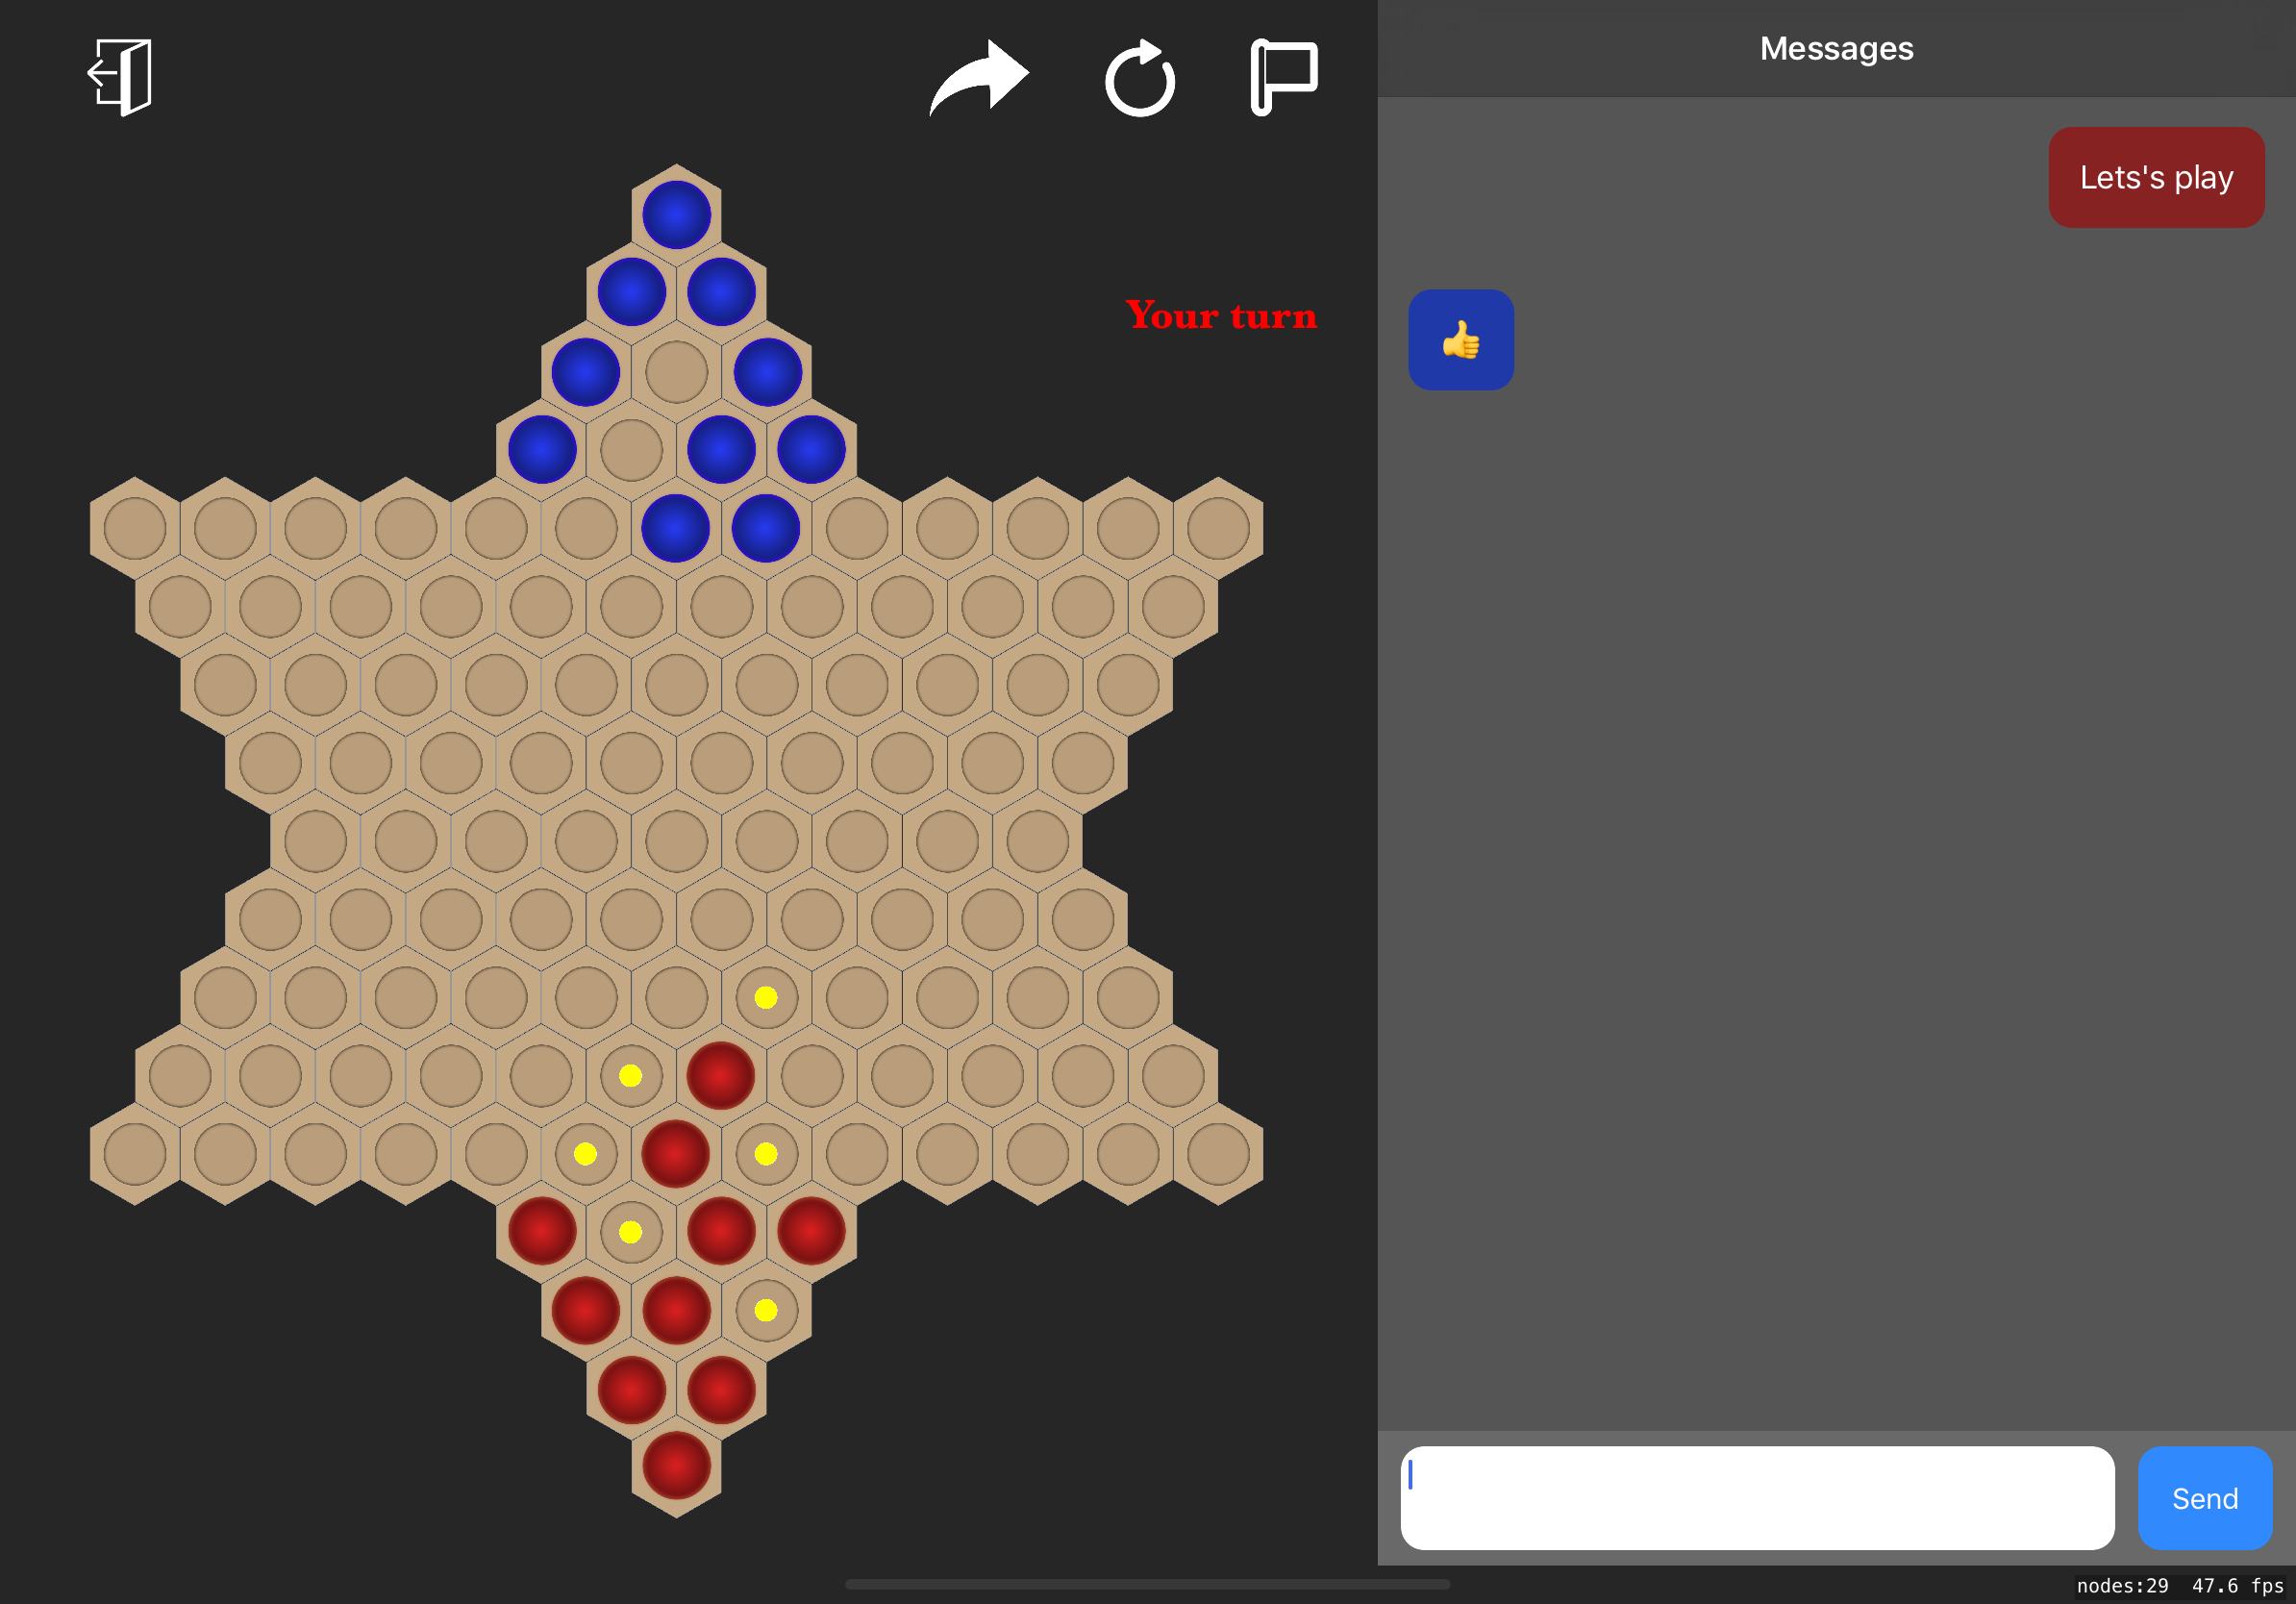 Messages
Lets's play
Your turn
👍
Send
nodes:29 47.6 fps